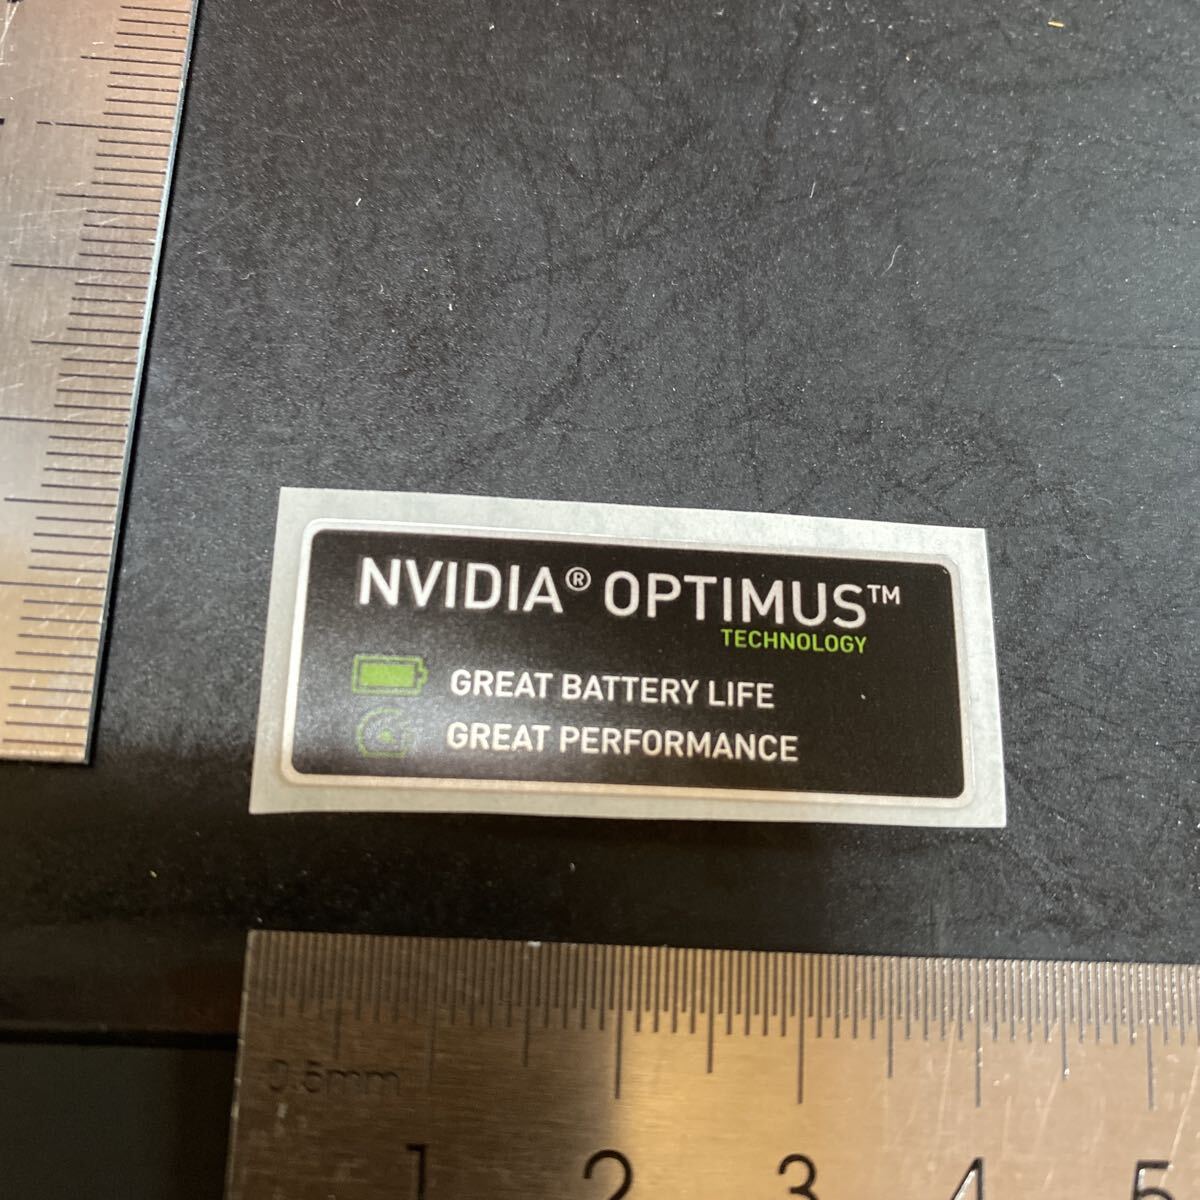 NVIDIA® OPTIMUS™
TECHNOLOGY
GREAT BATTERY LIFE
GREAT PERFORMANCE
0.5mm
1 2 3 4 5